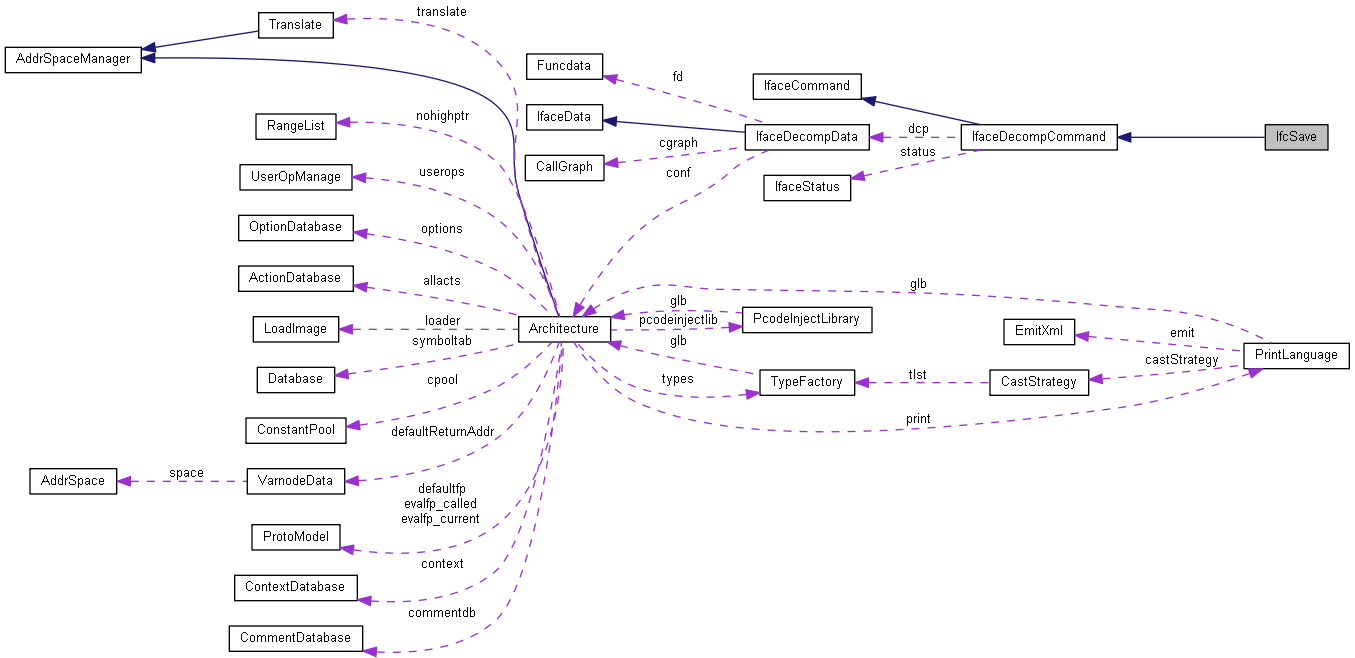 translate
Translate
AddrSpaceManager
Funcdata
fd
IfaceCommand
nohighptr
RangeList
IfaceData
IfaceDecompData
dcp
IfaceDecompCommand
IfcSave
cgraph
status
CallGraph
conf
userops
UserOpManage
IfaceStatus
options
OptionDatabase
allacts
ActionDatabase
glb
glb
loader
LoadImage
Architecture
pcodeinjectlib
PcodeInjectLibrary
EmitXml
emit
symboltab
glb
castStrategy
PrintLanguage
Database
cpool
types
TypeFactory
tlst
CastStrategy
print
ConstantPool
defaultReturnAddr
AddrSpace
space
VarnodeData
defaultfp
evalfp_called
evalfp_current
ProtoModel
context
ContextDatabase
commentdb
CommentDatabase